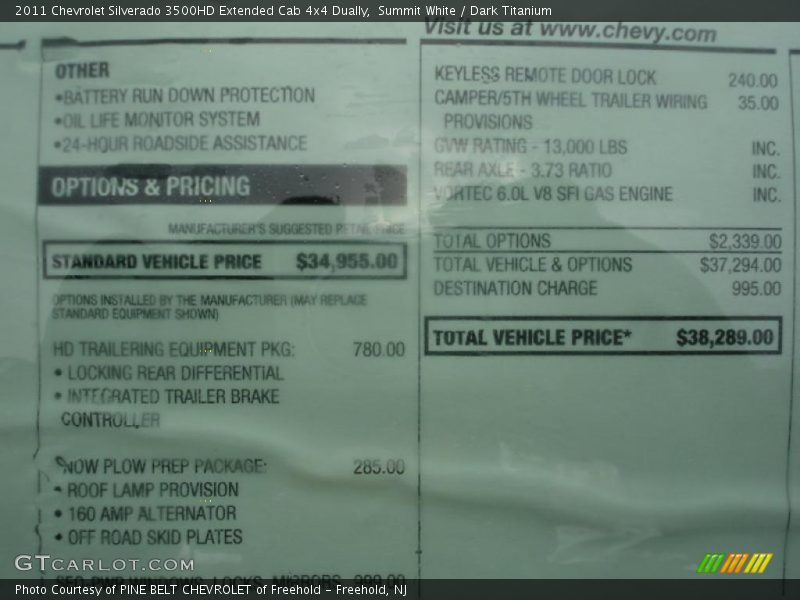 2011 Chevrolet Silverado 3500HD Extended Cab 4x4 Dually,  Summit White / Dark Titanium
OTHER
•BATTERY RUN DOWN PROTECTION
•OIL LIFE MONITOR SYSTEM
•24-HOUR ROADSIDE ASSISTANCE
OPTIONS & PRICING
MANUFACTURER'S SUGGESTED RETAIL PRICE
STANDARD VEHICLE PRICE $34,955.00
OPTIONS INSTALLED BY THE MANUFACTURER (MAY REPLACE
STANDARD EQUIPMENT SHOWN)
HD TRAILERING EQUIPMENT PKG: 780.00
• LOCKING REAR DIFFERENTIAL
• INTEGRATED TRAILER BRAKE
CONTROLLER
SNOW PLOW PREP PACKAGE: 285.00
• ROOF LAMP PROVISION
• 160 AMP ALTERNATOR
• OFF ROAD SKID PLATES
WINDOWS, LOCKS, MIRRORS
Visit us at www.chevy.com
KEYLESS REMOTE DOOR LOCK 240.00
CAMPER/5TH WHEEL TRAILER WIRING 35.00
PROVISIONS
GVW RATING - 13,000 LBS INC.
REAR AXLE - 3.73 RATIO INC.
VORTEC 6.0L V8 SFI GAS ENGINE INC.
TOTAL OPTIONS $2,339.00
TOTAL VEHICLE & OPTIONS $37,294.00
DESTINATION CHARGE 995.00
TOTAL VEHICLE PRICE* $38,289.00
GTCARLOT.COM
Photo Courtesy of PINE BELT CHEVROLET of Freehold - Freehold, NJ